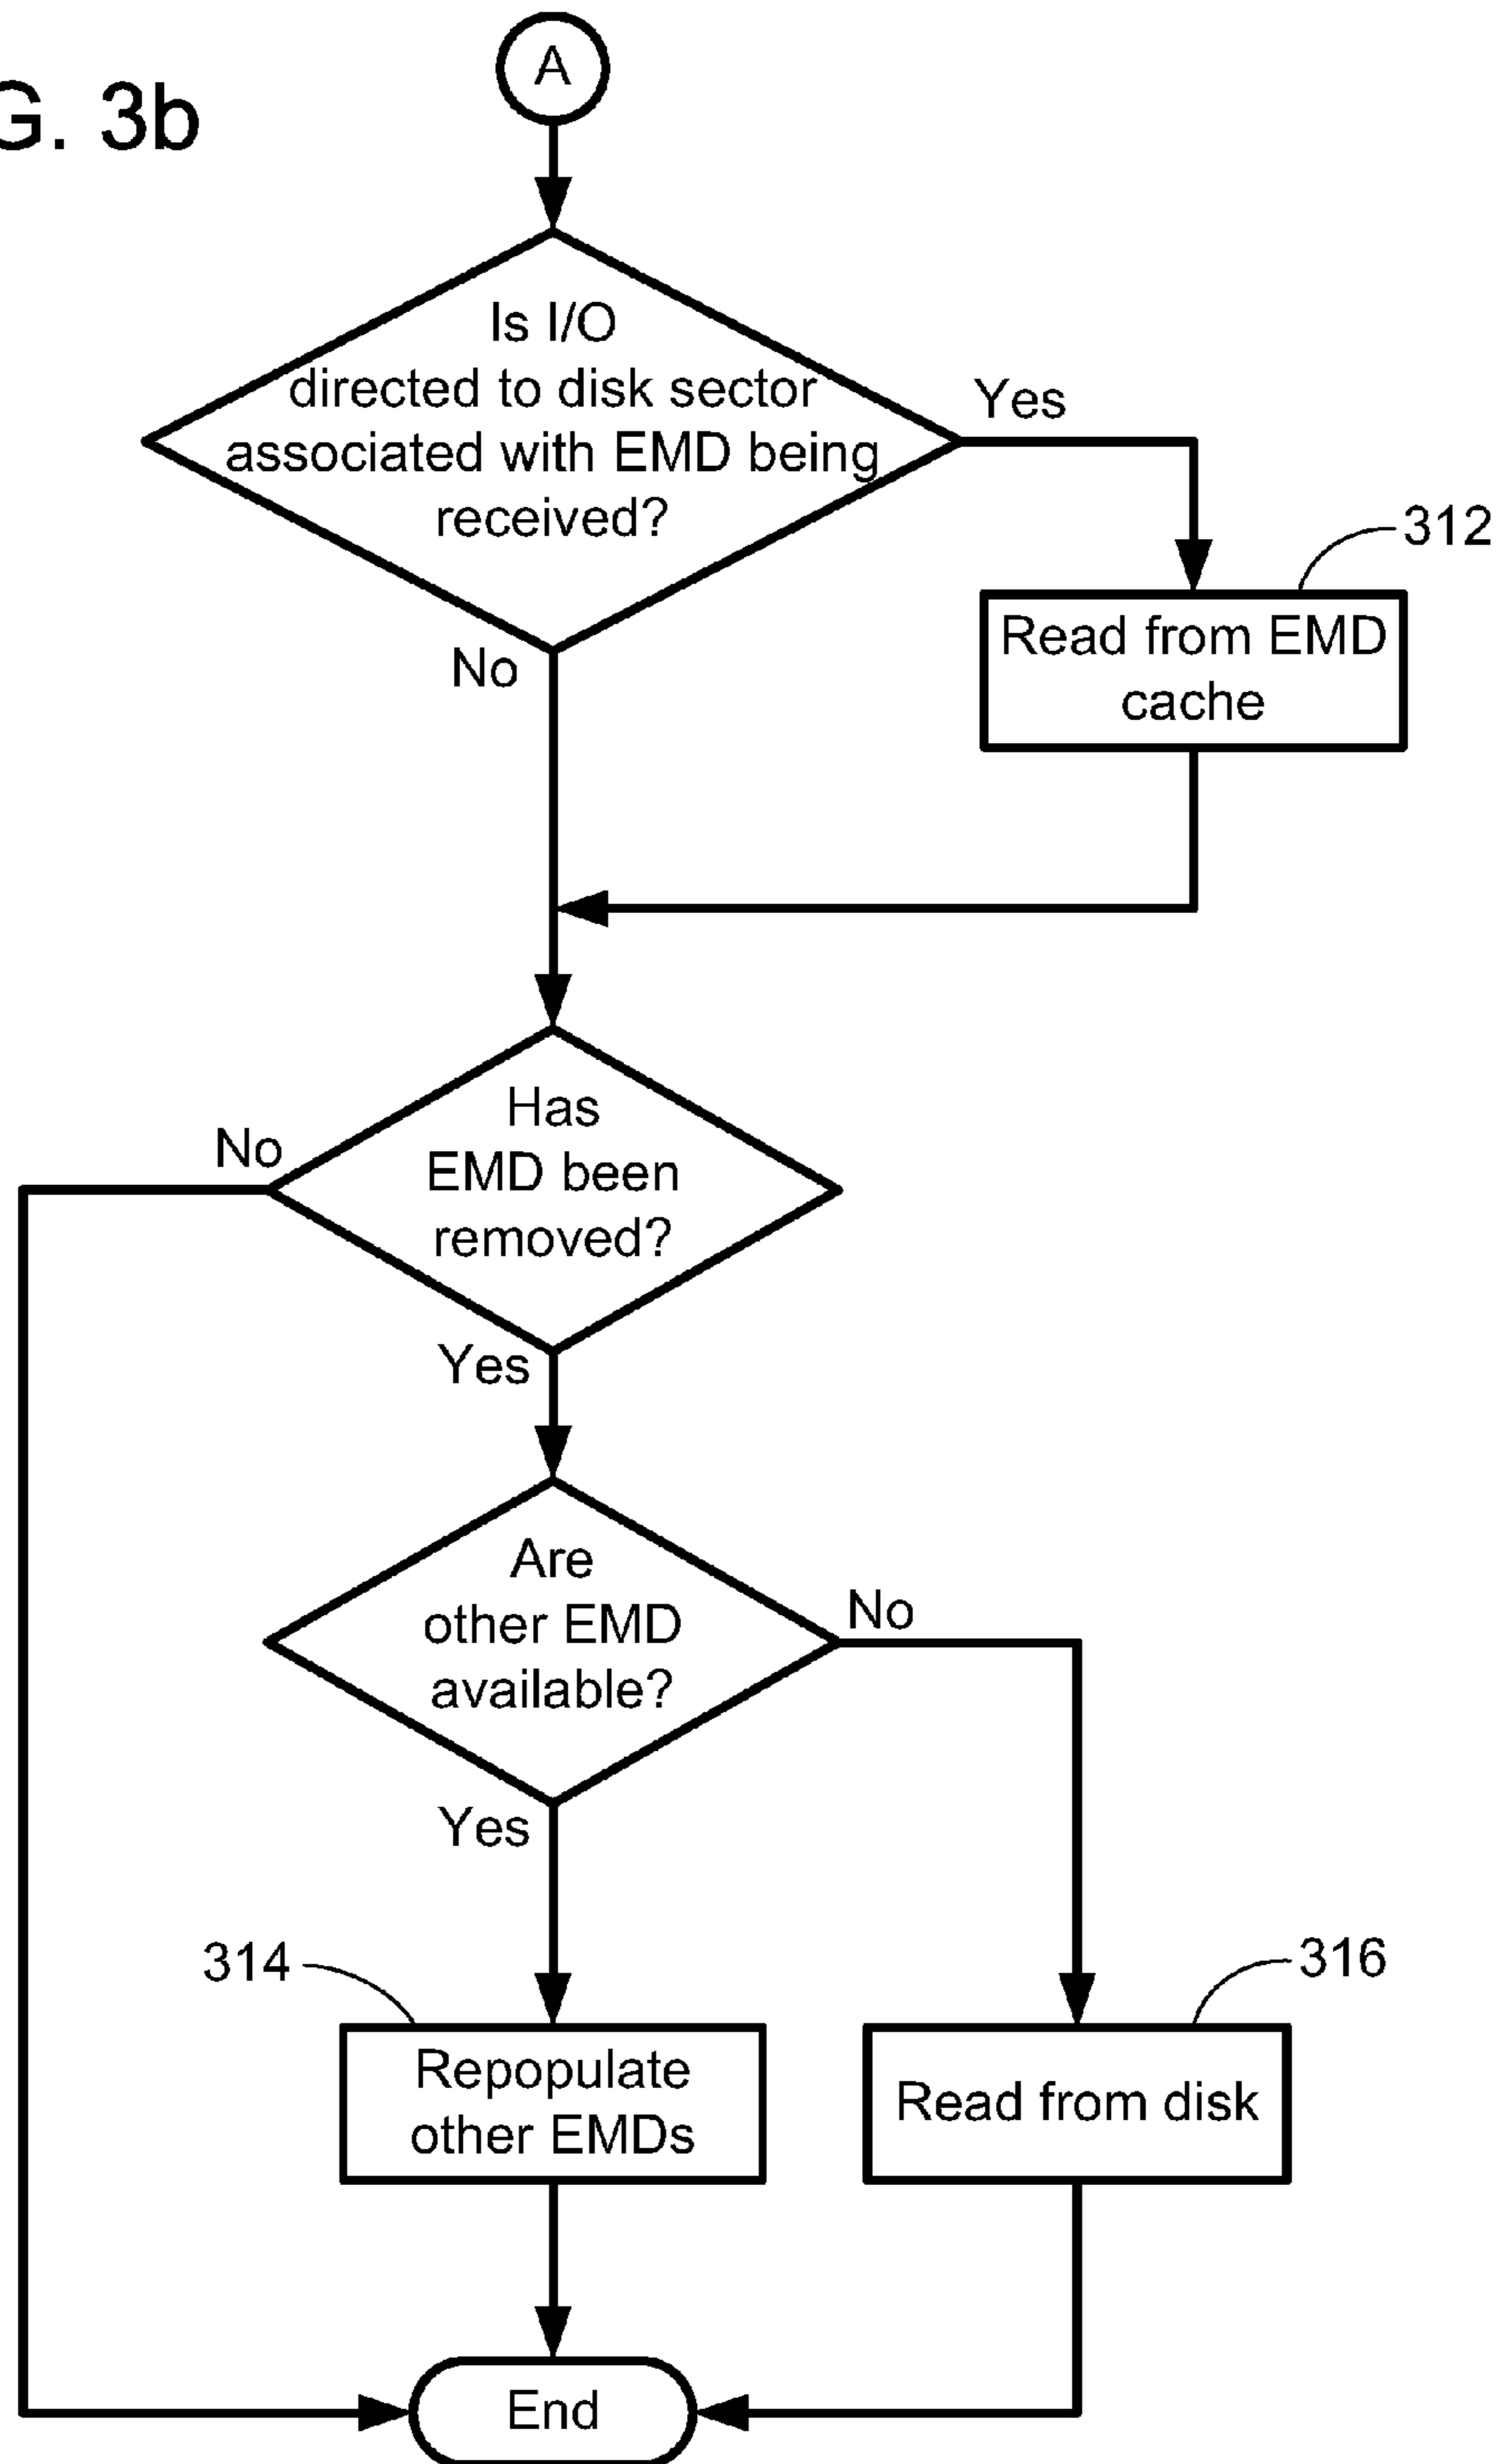 G. 3b
A
Is I/O
directed to disk sector
associated with EMD being
received?
Yes
312
Read from EMD
cache
No
Has
EMD been
removed?
No
Yes
Are
other EMD
available?
No
Yes
314
316
Repopulate
other EMDs
Read from disk
End